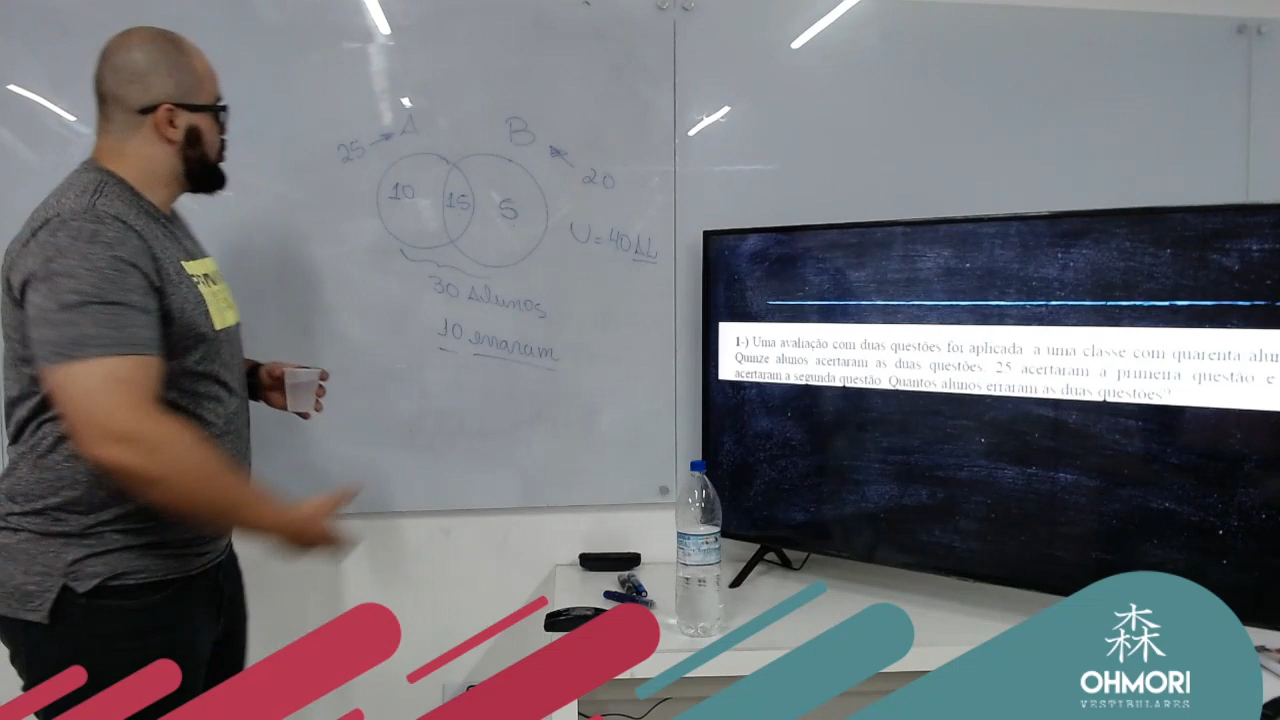 25 → A
B
20
10 15 5
U = 40 AL
30 Alunos
10 erraram
1-) Uma avaliação com duas questões foi aplicada a uma classe com quarenta alun
Quinze alunos acertaram as duas questões. 25 acertaram a primeira questão e
acertaram a segunda questão. Quantos alunos erraram as duas questões?
森
OHMORI
VESTIBULARES